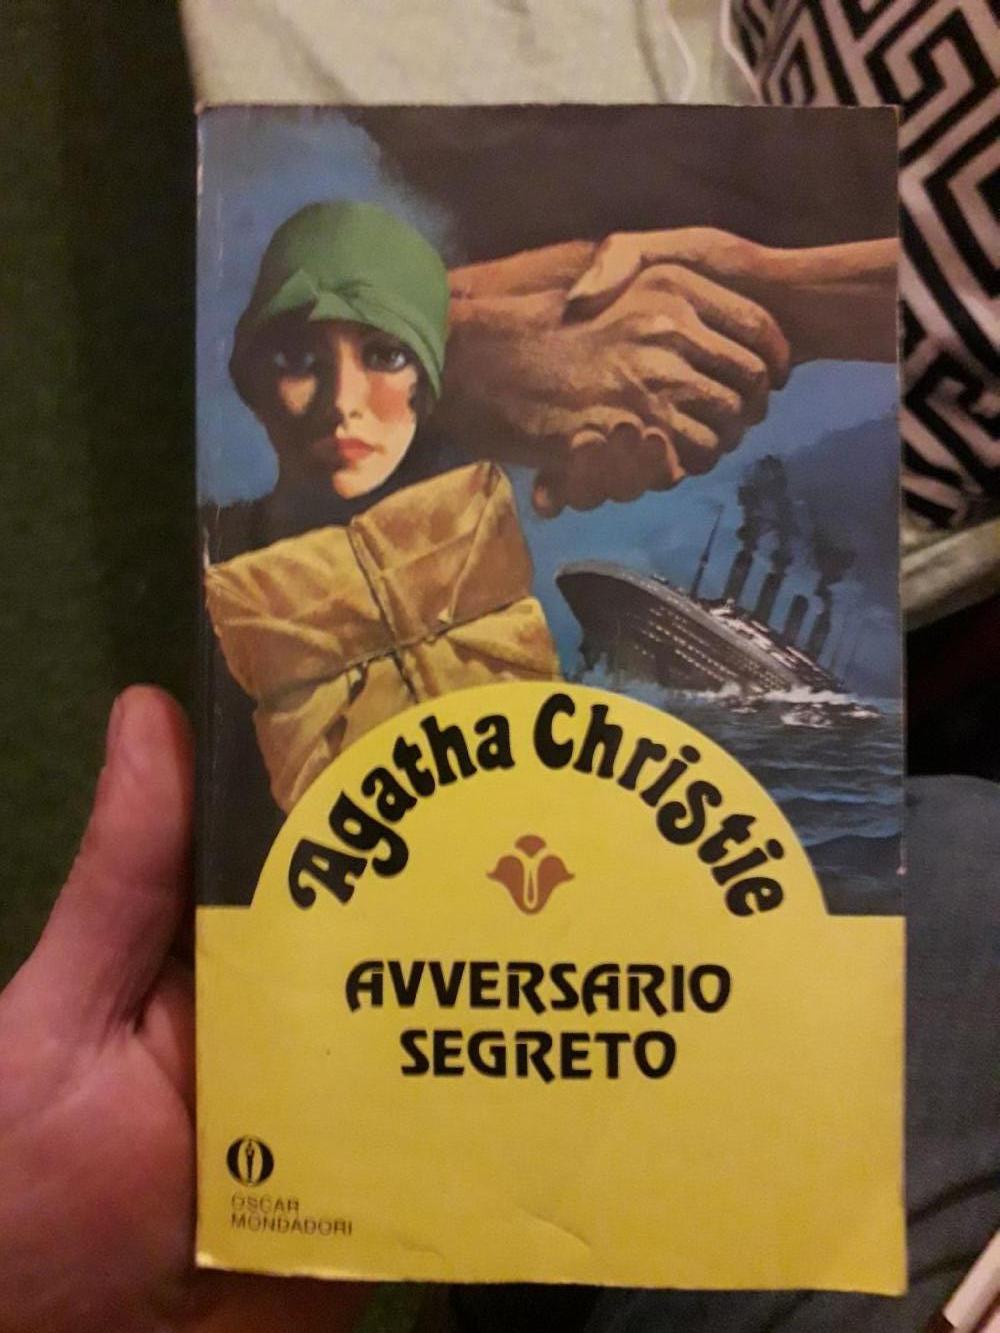 Agatha Christie
AVVERSARIO
SEGRETO
OSCAR
MONDADORI